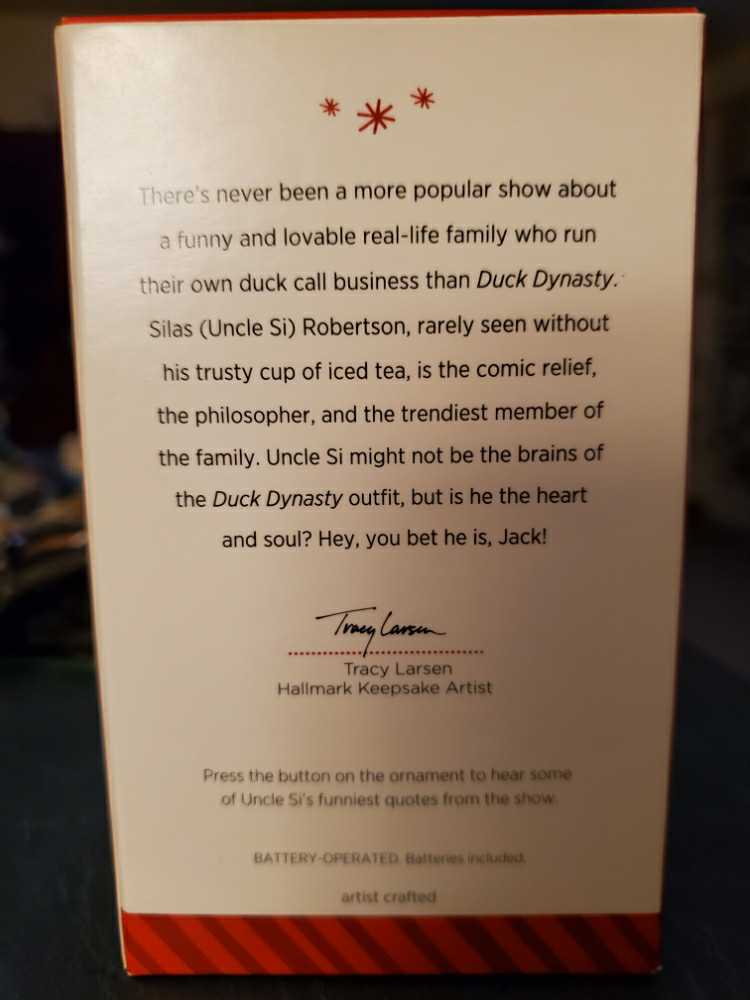 There's never been a more popular show about
a funny and lovable real-life family who run
their own duck call business than Duck Dynasty.
Silas (Uncle Si) Robertson, rarely seen without
his trusty cup of iced tea, is the comic relief,
the philosopher, and the trendiest member of
the family. Uncle Si might not be the brains of
the Duck Dynasty outfit, but is he the heart
and soul? Hey, you bet he is, Jack!
Tracy Larsen
Tracy Larsen
Hallmark Keepsake Artist
Press the button on the ornament to hear some
of Uncle Si's funniest quotes from the show.
BATTERY-OPERATED. Batteries included.
artist crafted